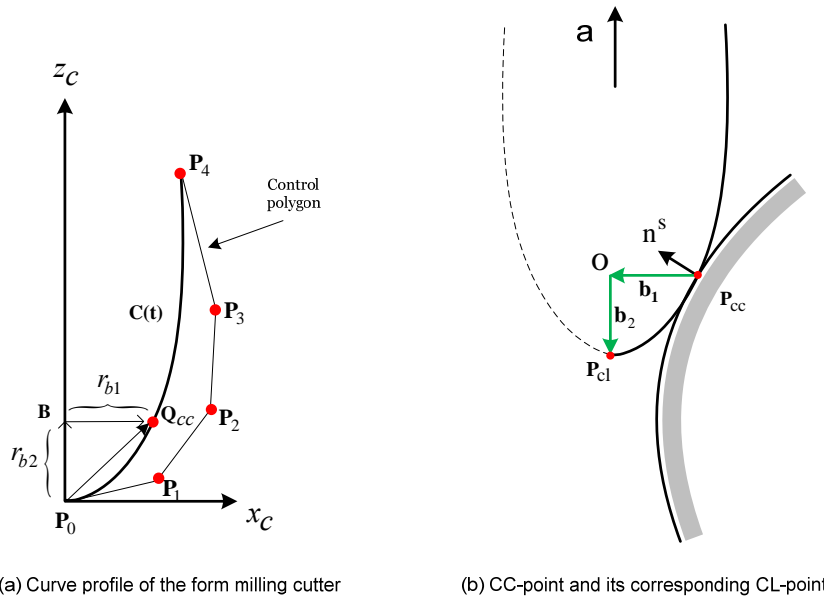 z_C
P_4
Control
polygon
P_3
C(t)
r_b1
B
Q_cc
P_2
r_b2
P_1
P_0
x_C
(a) Curve profile of the form milling cutter
a
n^s
O
b_1
P_cc
b_2
P_cl
(b) CC-point and its corresponding CL-point